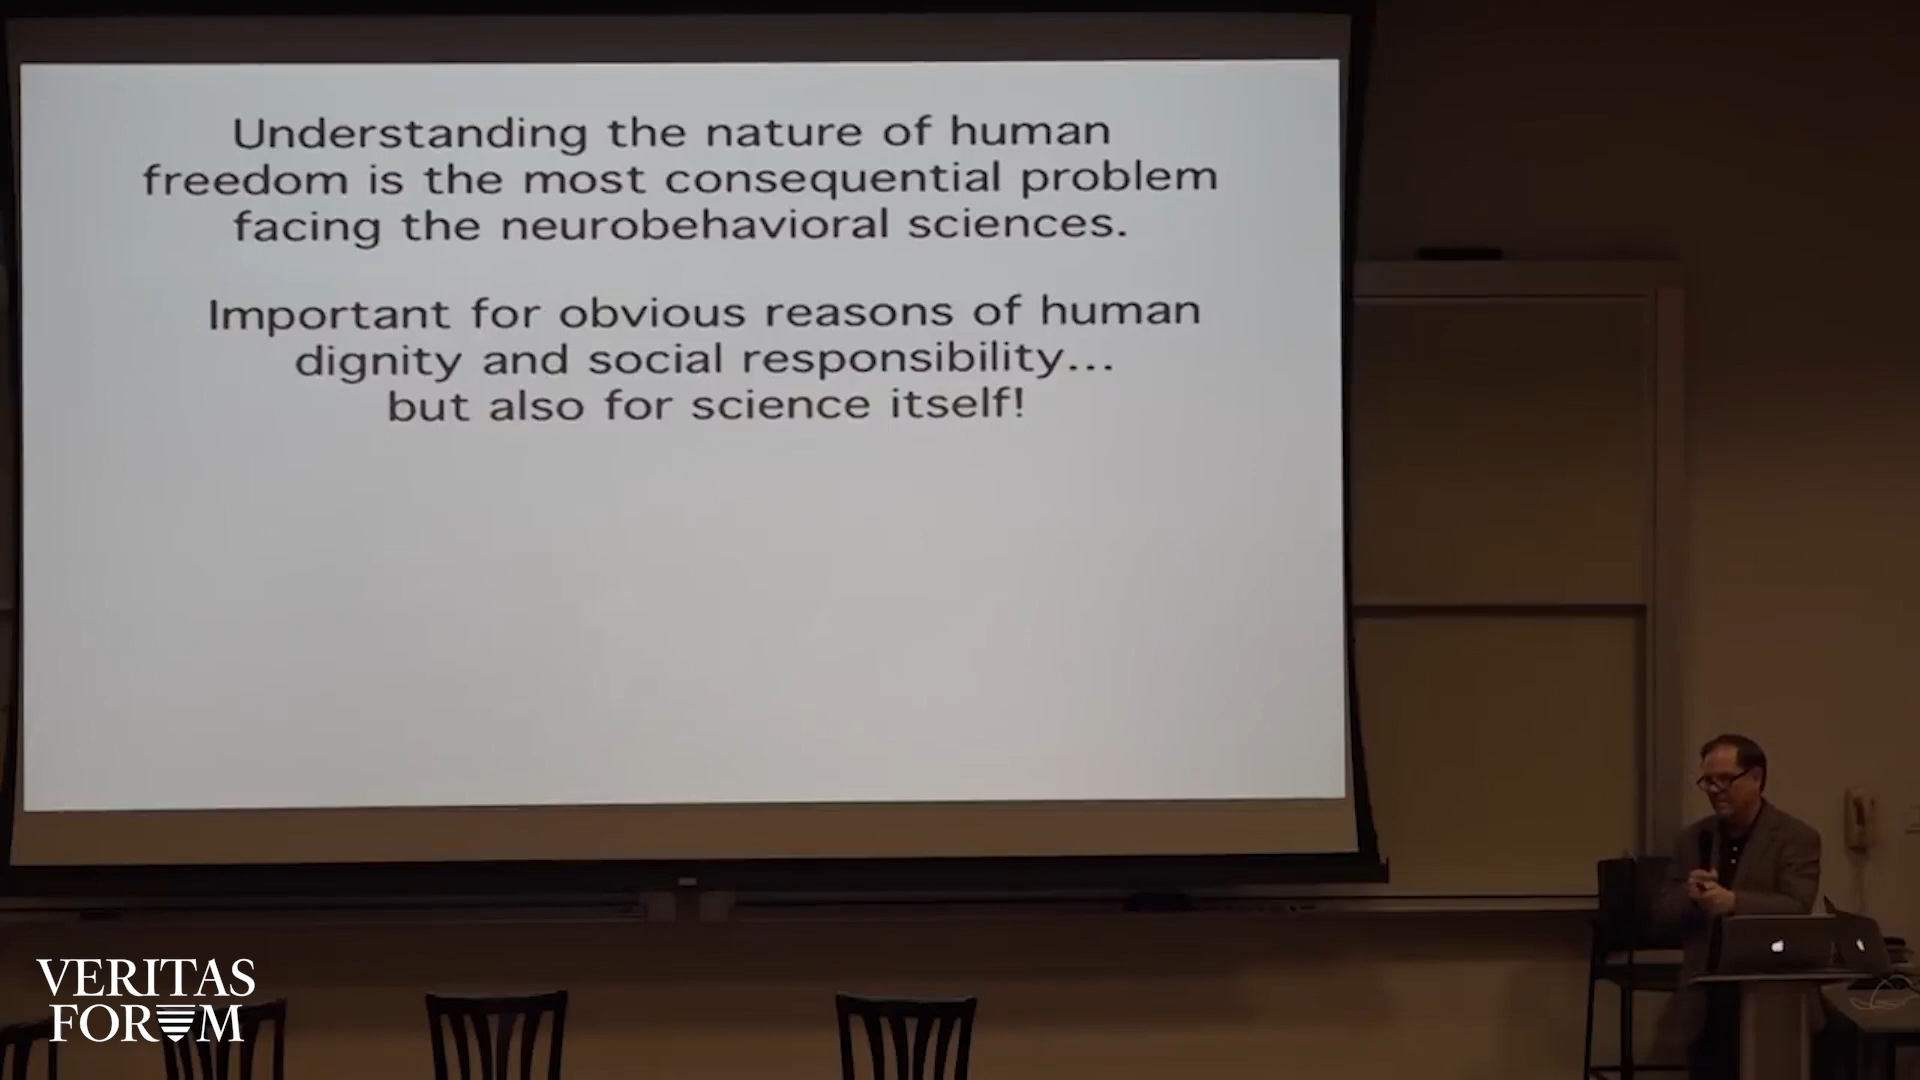 Understanding the nature of human
freedom is the most consequential problem
facing the neurobehavioral sciences.
Important for obvious reasons of human
dignity and social responsibility...
but also for science itself!
VERITAS
FORUM